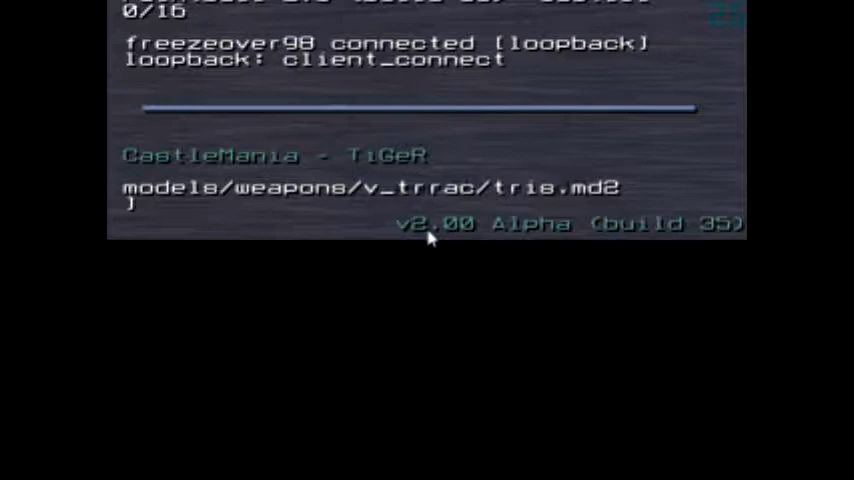 0/16
26
freezeover98 connected [loopback]
loopback: client_connect
CastleMania - TiGeR
models/weapons/v_trrac/tris.md2
]
v2.00 Alpha (build 35)